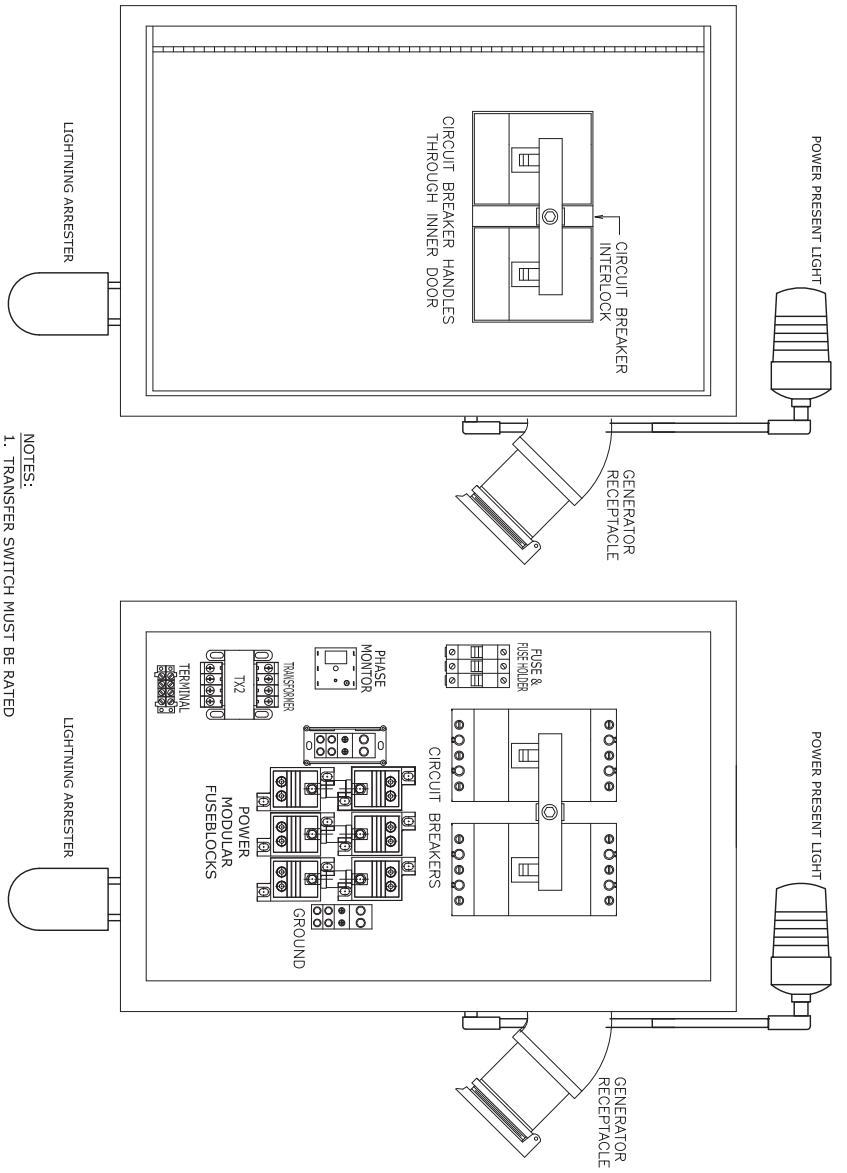 POWER PRESENT LIGHT
CIRCUIT BREAKER
INTERLOCK
GENERATOR
RECEPTACLE
CIRCUIT BREAKER HANDLES
THROUGH INNER DOOR
LIGHTNING ARRESTER
NOTES:
1. TRANSFER SWITCH MUST BE RATED
POWER PRESENT LIGHT
FUSE &
FUSE HOLDER
GENERATOR
RECEPTACLE
CIRCUIT BREAKERS
PHASE
MONTOR
TRANSFORMER
TX2
TERMINAL
POWER
MODULAR
FUSEBLOCKS
GROUND
LIGHTNING ARRESTER